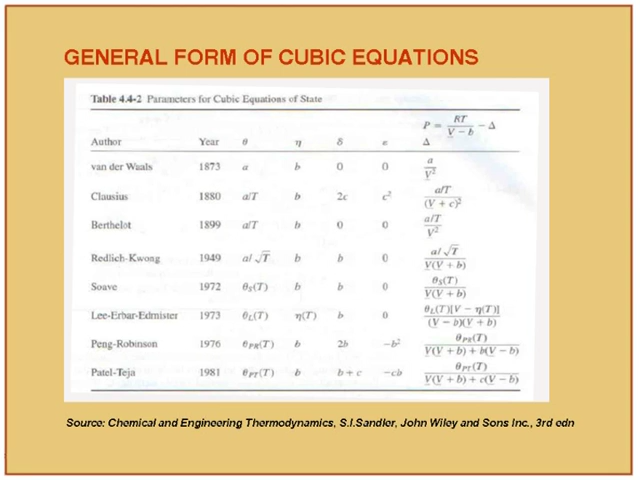 GENERAL FORM OF CUBIC EQUATIONS
Table 4.4-2 Parameters for Cubic Equations of State
Author Year θ η δ ε P = RT/(V − b) − Δ
Δ
van der Waals 1873 a b 0 0 a/V²
Clausius 1880 a/T b 2c c² a/T/(V + c)²
Berthelot 1899 a/T b 0 0 a/T/V²
Redlich-Kwong 1949 a/√T b b 0 a/√T/V(V + b)
Soave 1972 θS(T) b b 0 θS(T)/V(V + b)
Lee-Erbar-Edmister 1973 θL(T) η(T) b 0 θL(T)[V − η(T)]/(V − b)(V + b)
Peng-Robinson 1976 θPR(T) b 2b −b² θPR(T)/V(V + b) + b(V − b)
Patel-Teja 1981 θPT(T) b b + c −cb θPT(T)/V(V + b) + c(V − b)
Source: Chemical and Engineering Thermodynamics, S.I.Sandler, John Wiley and Sons Inc., 3rd edn